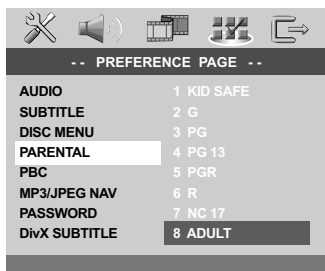 -- PREFERENCE PAGE --
AUDIO 1 KID SAFE
SUBTITLE 2 G
DISC MENU 3 PG
PARENTAL 4 PG 13
PBC 5 PGR
MP3/JPEG NAV 6 R
PASSWORD 7 NC 17
DivX SUBTITLE 8 ADULT